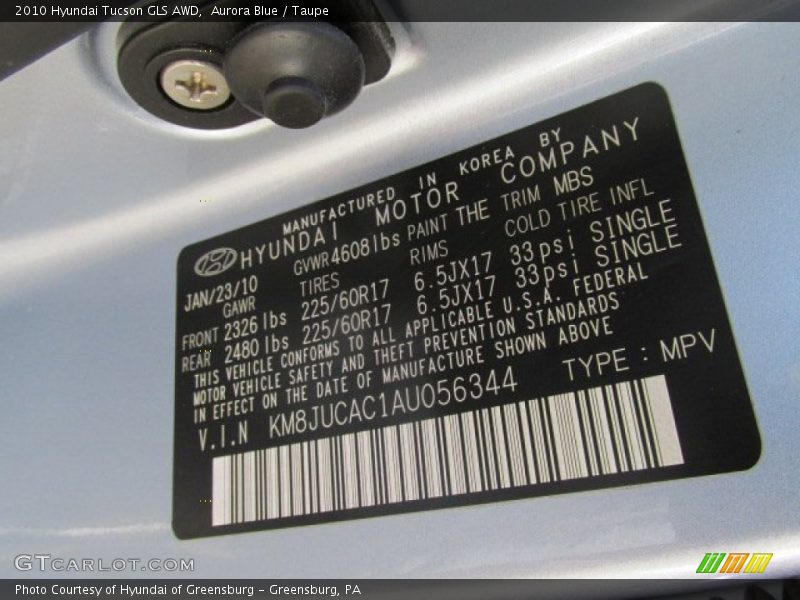 2010 Hyundai Tucson GLS AWD, Aurora Blue / Taupe
MANUFACTURED IN KOREA BY
HYUNDAI MOTOR COMPANY
JAN/23/10 GVWR4608lbs PAINT THE TRIM MBS
GAWR TIRES RIMS COLD TIRE INFL
FRONT 2326 lbs 225/60R17 6.5JX17 33psi SINGLE
REAR 2480 lbs 225/60R17 6.5JX17 33psi SINGLE
THIS VEHICLE CONFORMS TO ALL APPLICABLE U.S.A. FEDERAL
MOTOR VEHICLE SAFETY AND THEFT PREVENTION STANDARDS
IN EFFECT ON THE DATE OF MANUFACTURE SHOWN ABOVE
V.I.N KM8JUCAC1AU056344 TYPE : MPV
GTCARLOT.COM
Photo Courtesy of Hyundai of Greensburg - Greensburg, PA